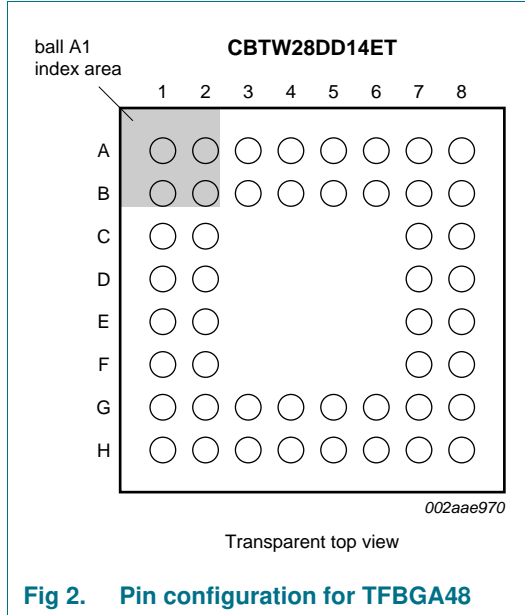 ball A1
index area
CBTW28DD14ET
1 2 3 4 5 6 7 8
A
B
C
D
E
F
G
H
002aae970
Transparent top view
Fig 2. Pin configuration for TFBGA48